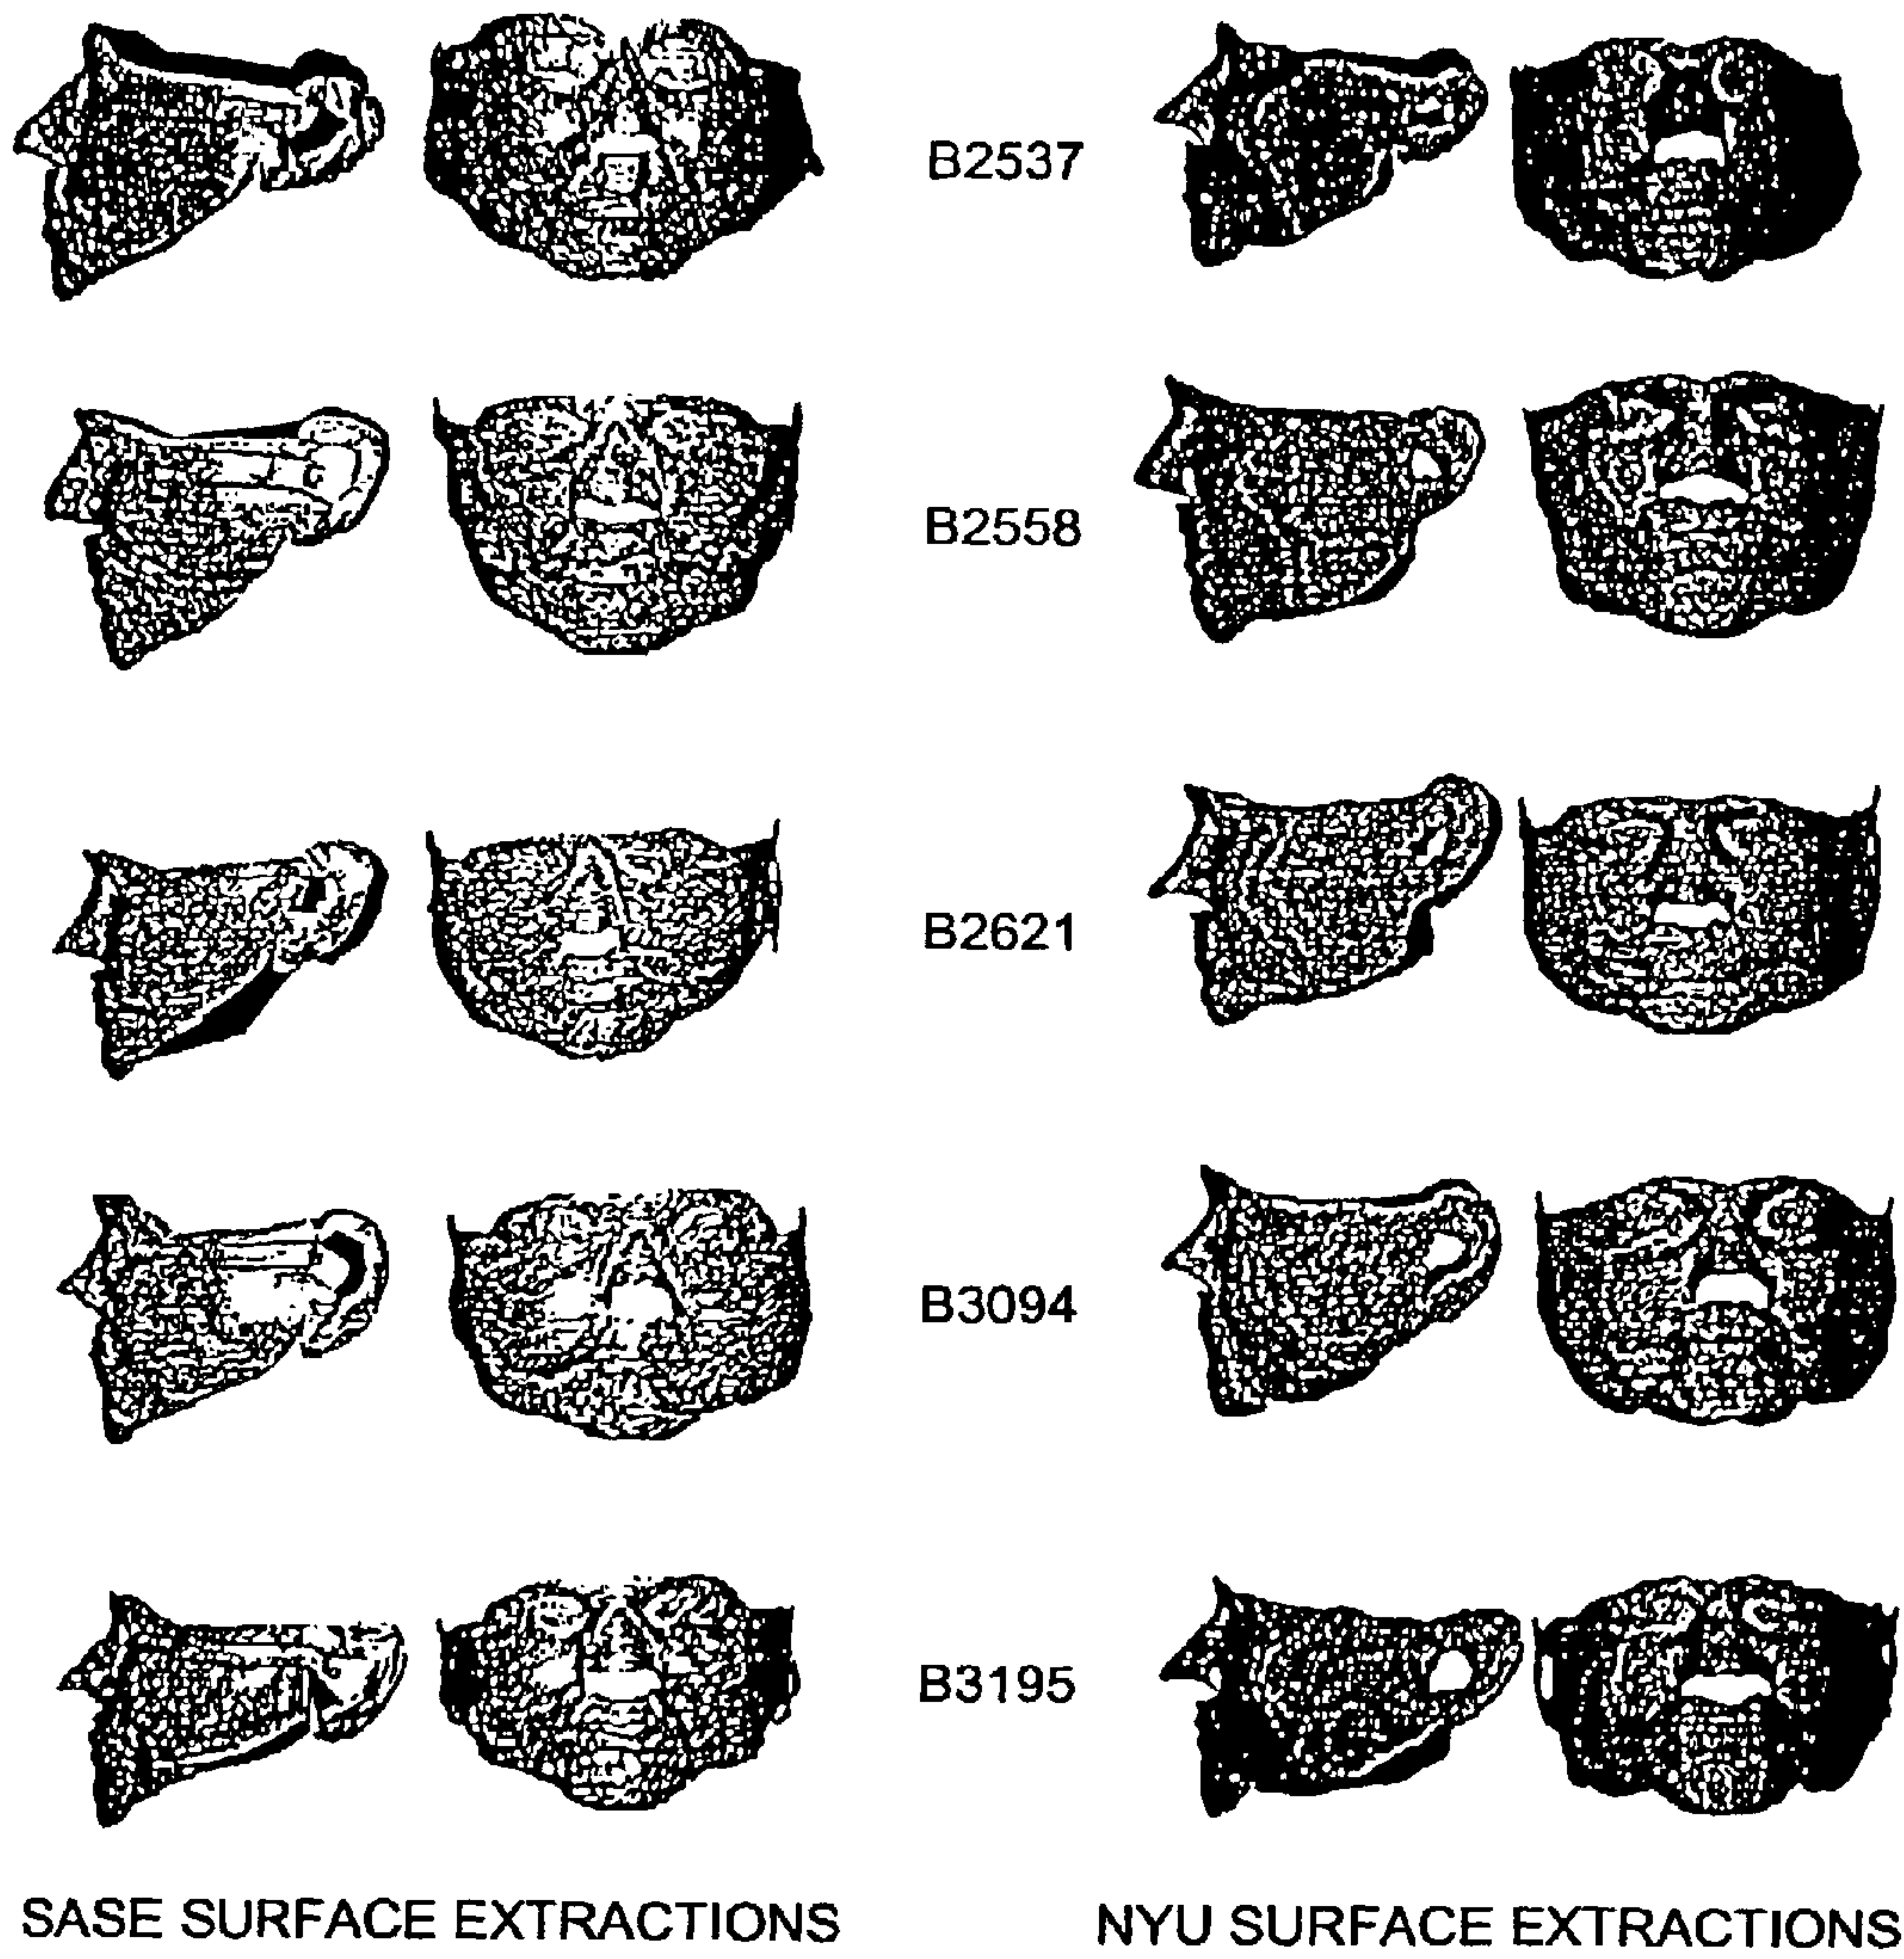 B2537
B2558
B2621
B3094
B3195
SASE SURFACE EXTRACTIONS
NYU SURFACE EXTRACTIONS